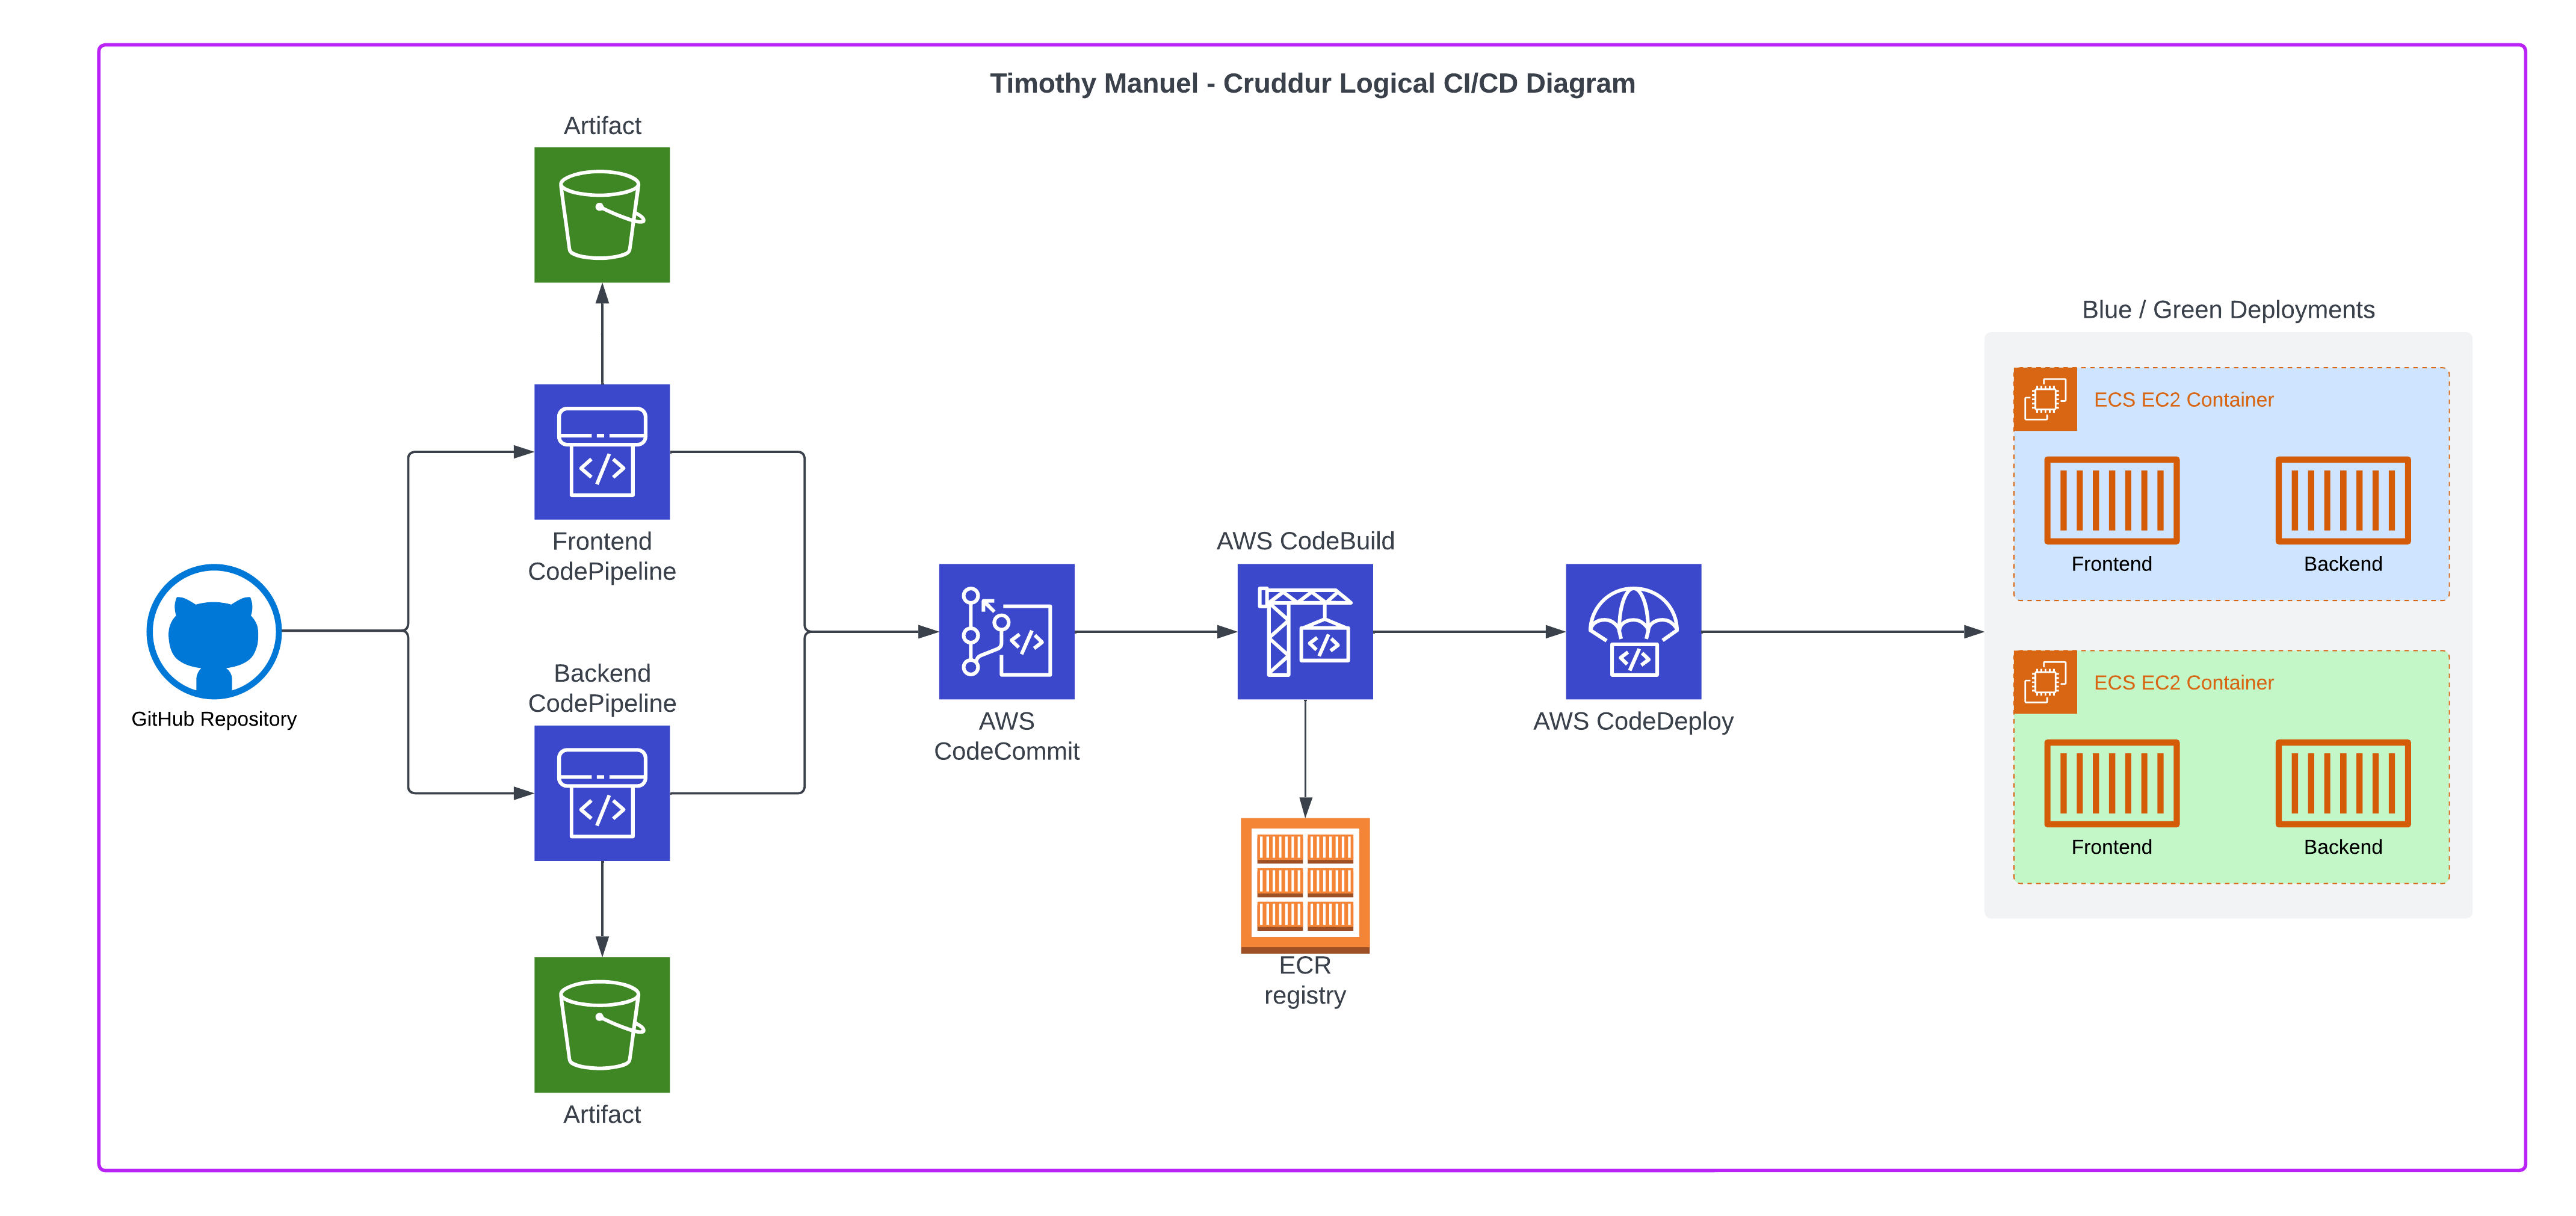 Timothy Manuel - Cruddur Logical CI/CD Diagram
Artifact
Frontend
CodePipeline
Backend
CodePipeline
Artifact
GitHub Repository
AWS
CodeCommit
AWS CodeBuild
ECR
registry
AWS CodeDeploy
Blue / Green Deployments
ECS EC2 Container
Frontend
Backend
ECS EC2 Container
Frontend
Backend